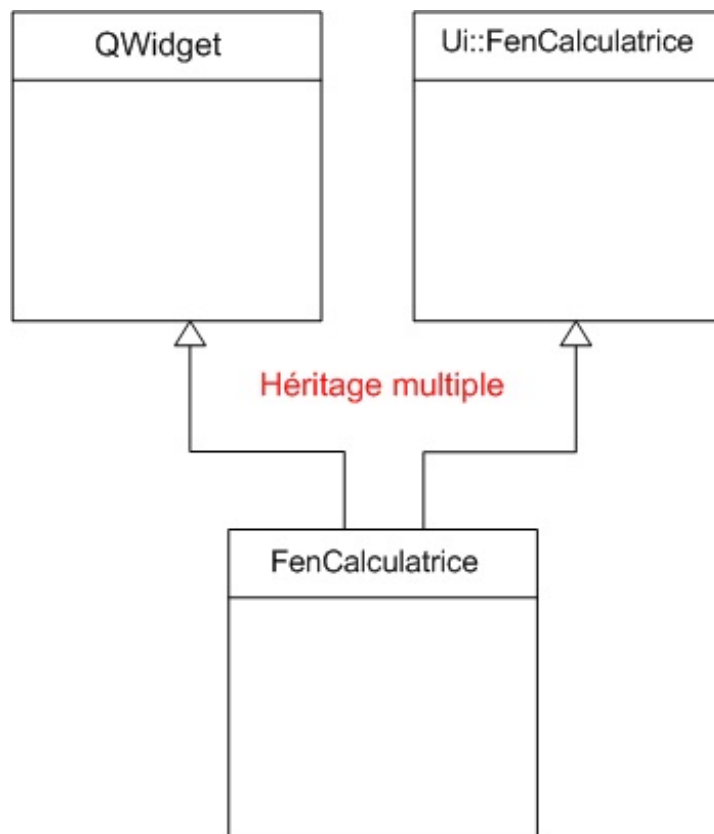 QWidget
Ui::FenCalculatrice
Héritage multiple
FenCalculatrice